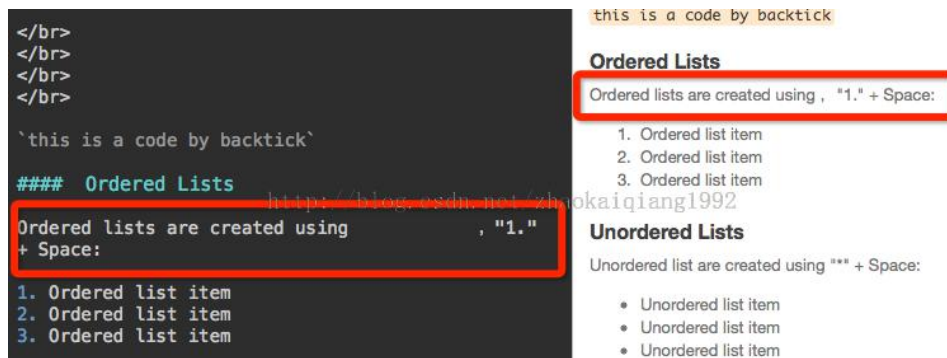 </br>
</br>
</br>
</br>
`this is a code by backtick`
#### Ordered Lists
Ordered lists are created using , "1."
+ Space:
1. Ordered list item
2. Ordered list item
3. Ordered list item
this is a code by backtick
Ordered Lists
Ordered lists are created using , "1." + Space:
1. Ordered list item
2. Ordered list item
3. Ordered list item
Unordered Lists
Unordered list are created using "*" + Space:
• Unordered list item
• Unordered list item
• Unordered list item
http://blog.csdn.net/zhaokaiqiang1992